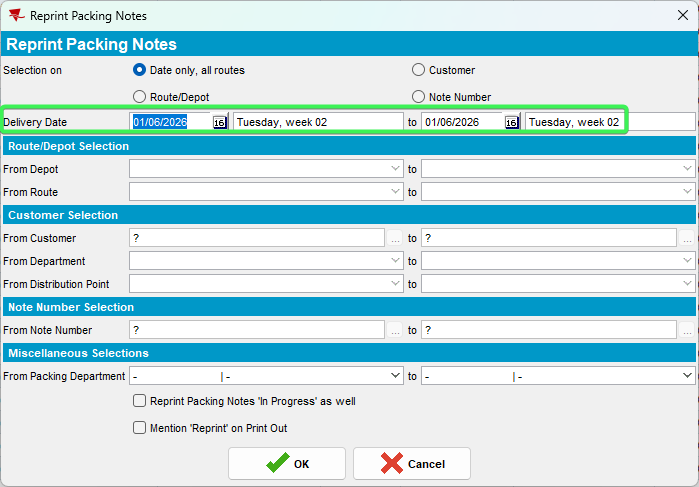 Reprint Packing Notes
Reprint Packing Notes
Selection on Date only, all routes Customer
Route/Depot Note Number
Delivery Date 01/06/2026 16 Tuesday, week 02 to 01/06/2026 16 Tuesday, week 02
Route/Depot Selection
From Depot to
From Route to
Customer Selection
From Customer ? ... to ? ...
From Department to
From Distribution Point to
Note Number Selection
From Note Number ? ... to ? ...
Miscellaneous Selections
From Packing Department - | - to - | -
Reprint Packing Notes 'In Progress' as well
Mention 'Reprint' on Print Out
OK Cancel